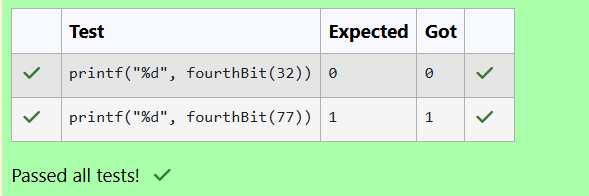 Test Expected Got
printf("%d", fourthBit(32)) 0 0
printf("%d", fourthBit(77)) 1 1
Passed all tests!